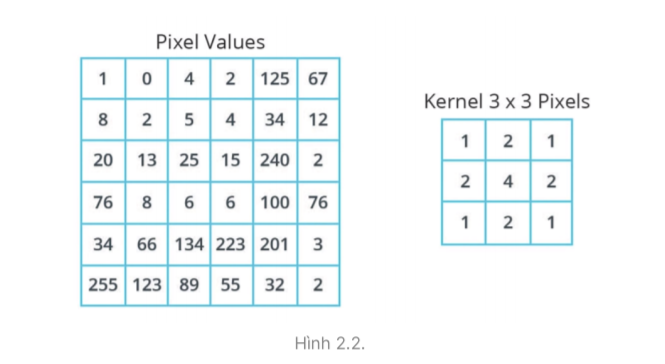 Pixel Values
1 0 4 2 125 67
8 2 5 4 34 12
20 13 25 15 240 2
76 8 6 6 100 76
34 66 134 223 201 3
255 123 89 55 32 2
Kernel 3 x 3 Pixels
1 2 1
2 4 2
1 2 1
Hình 2.2.